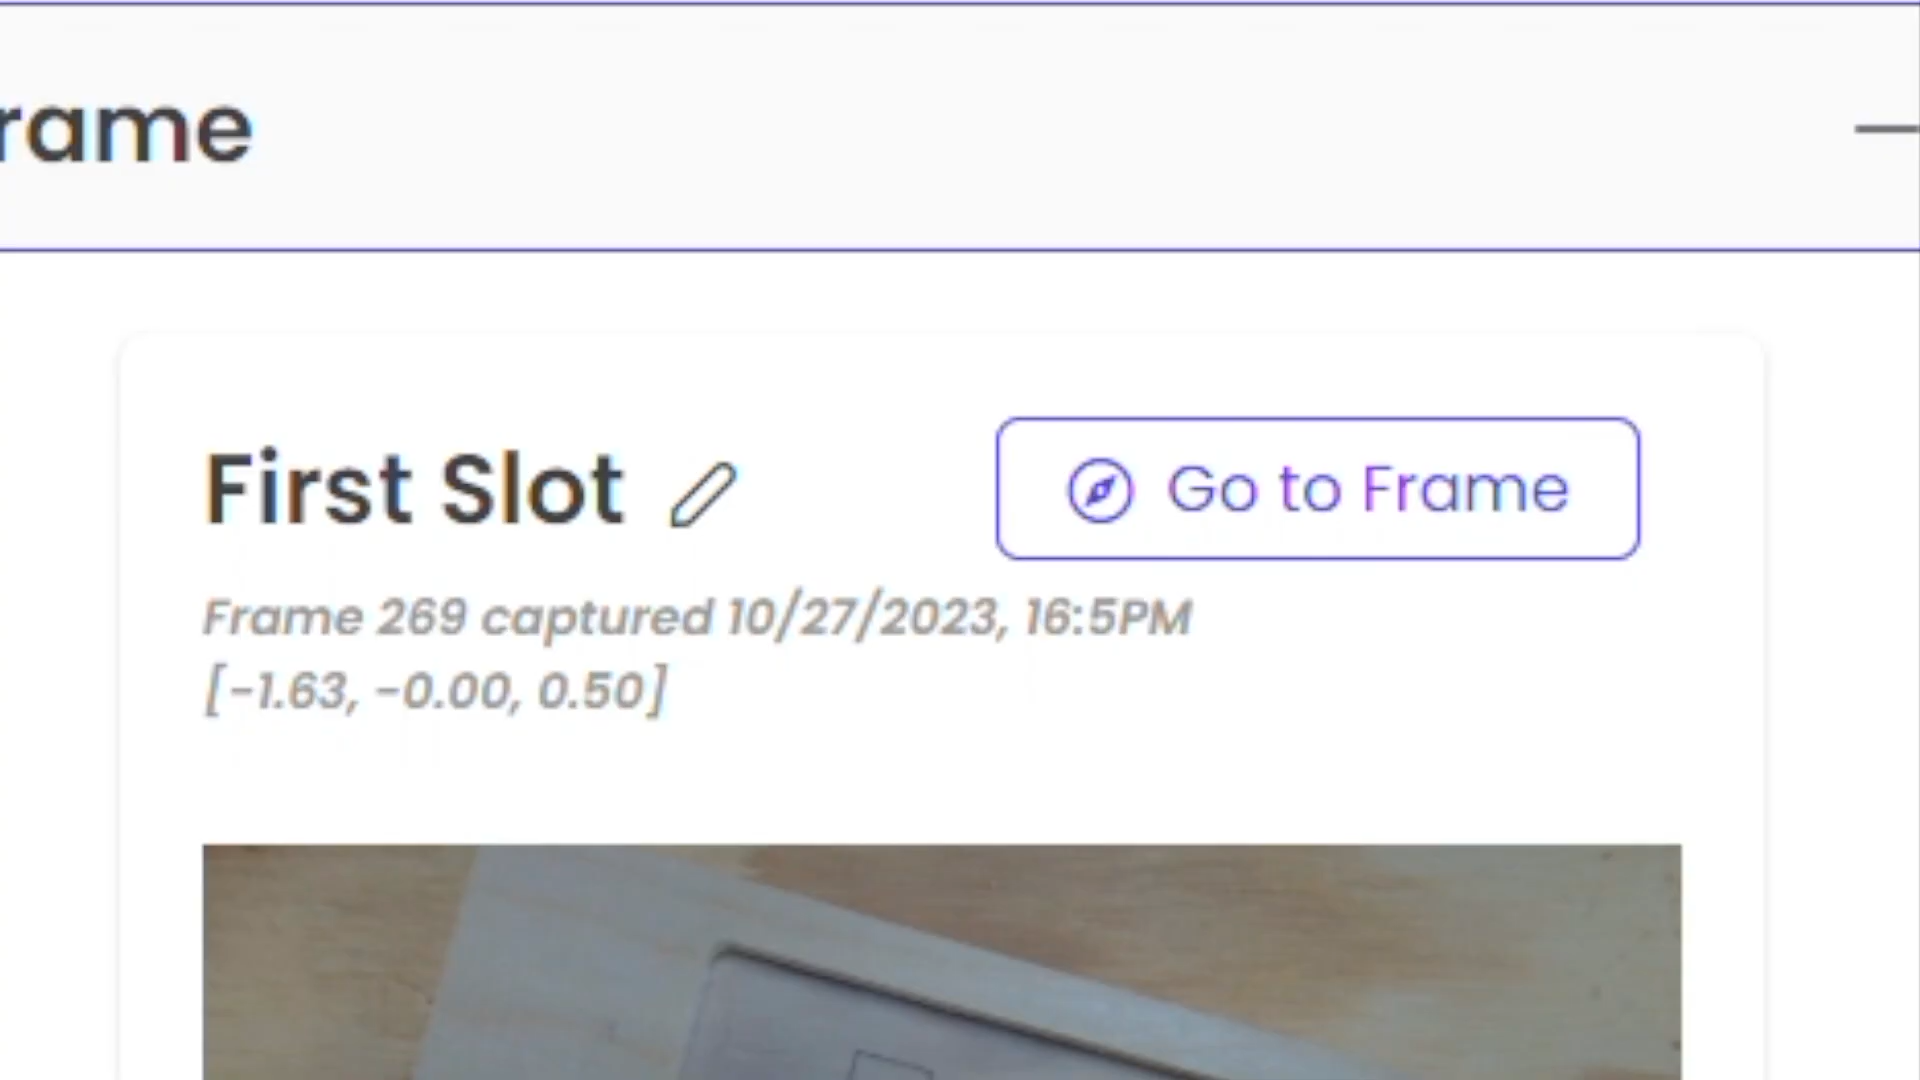 rame
First Slot
Go to Frame
Frame 269 captured 10/27/2023, 16:5PM
[-1.63, -0.00, 0.50]